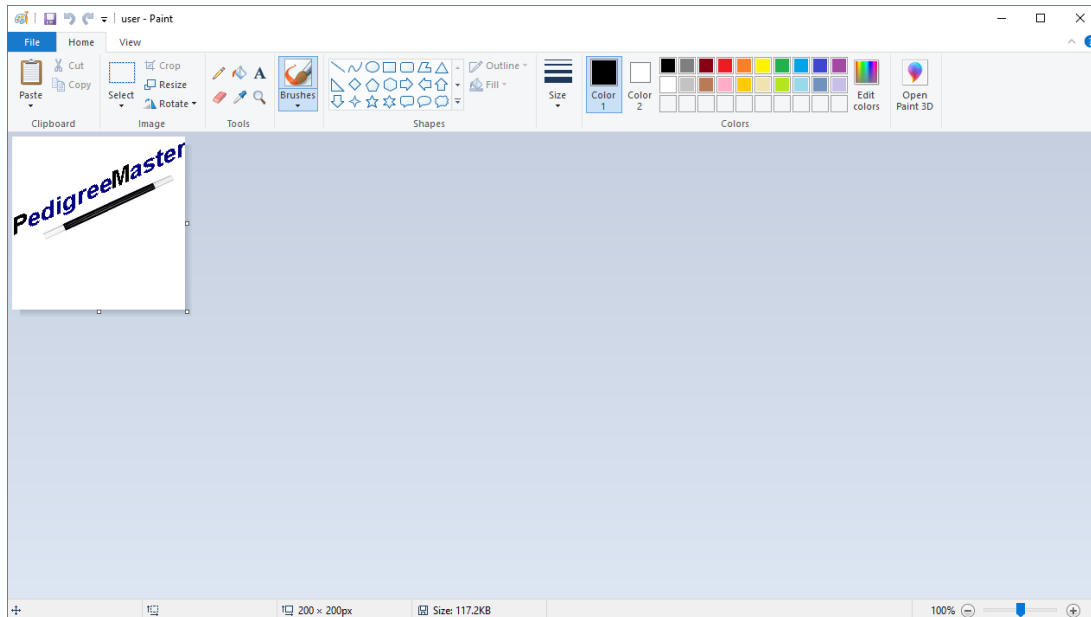 user - Paint
File Home View
Paste
Cut
Copy
Clipboard
Select
Crop
Resize
Rotate
Image
A
Tools
Brushes
Outline
Fill
Shapes
Size
Color 1
Color 2
Edit colors
Colors
Open Paint 3D
PedigreeMaster
200 × 200px
Size: 117.2KB
100%